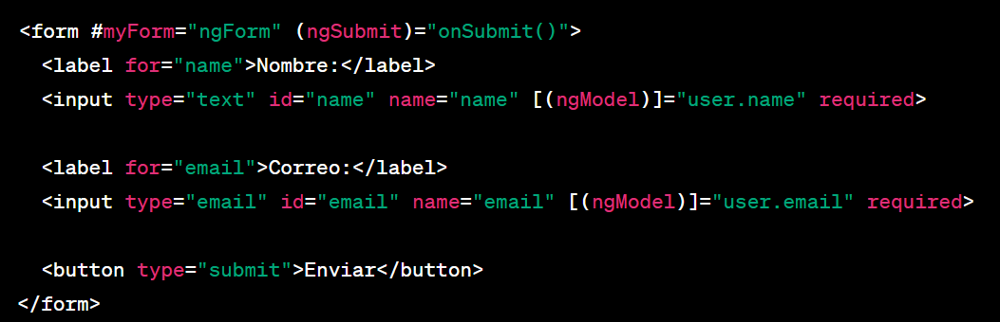 <form #myForm="ngForm" (ngSubmit)="onSubmit()">
<label for="name">Nombre:</label>
<input type="text" id="name" name="name" [(ngModel)]="user.name" required>
<label for="email">Correo:</label>
<input type="email" id="email" name="email" [(ngModel)]="user.email" required>
<button type="submit">Enviar</button>
</form>